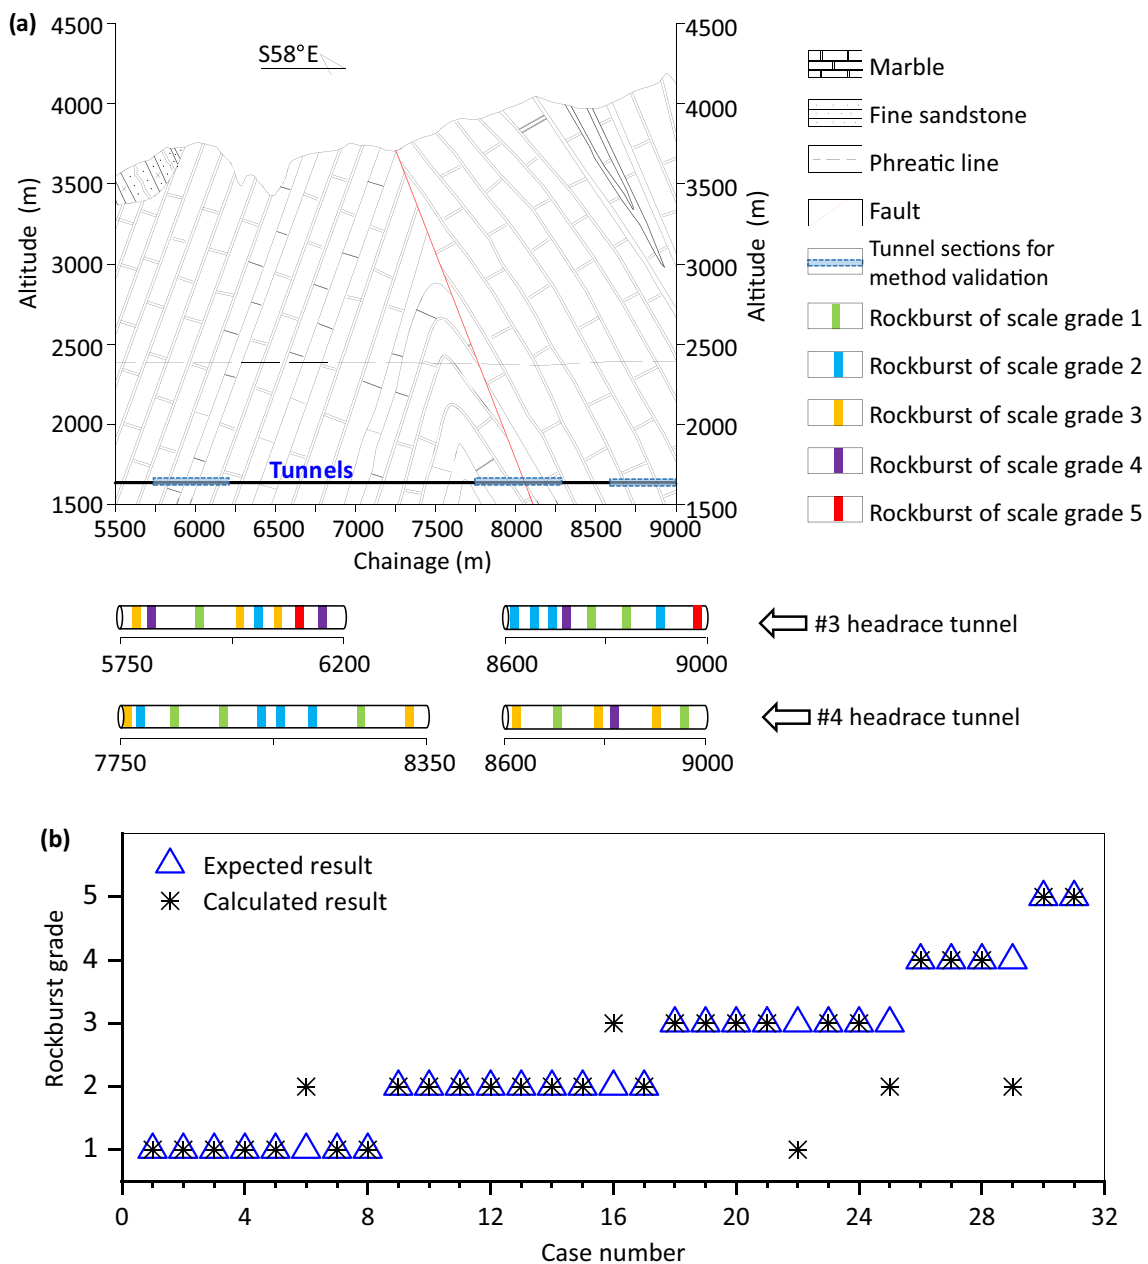 (a)
4500
4000
3500
3000
2500
2000
1500
Altitude (m)
S58°E
Tunnels
4500
4000
3500
3000
2500
2000
1500
Altitude (m)
5500 6000 6500 7000 7500 8000 8500 9000
Chainage (m)
Marble
Fine sandstone
Phreatic line
Fault
Tunnel sections for
method validation
Rockburst of scale grade 1
Rockburst of scale grade 2
Rockburst of scale grade 3
Rockburst of scale grade 4
Rockburst of scale grade 5
5750 6200 8600 9000
#3 headrace tunnel
7750 8350 8600 9000
#4 headrace tunnel
(b)
Expected result
Calculated result
Rockburst grade
5
4
3
2
1
0 4 8 12 16 20 24 28 32
Case number